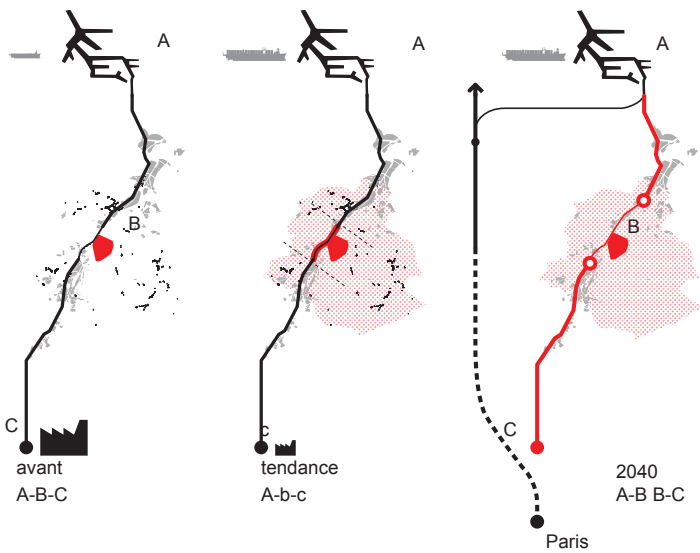 A
B
C
avant
A-B-C
A
c
tendance
A-b-c
A
B
C
2040
A-B B-C
Paris